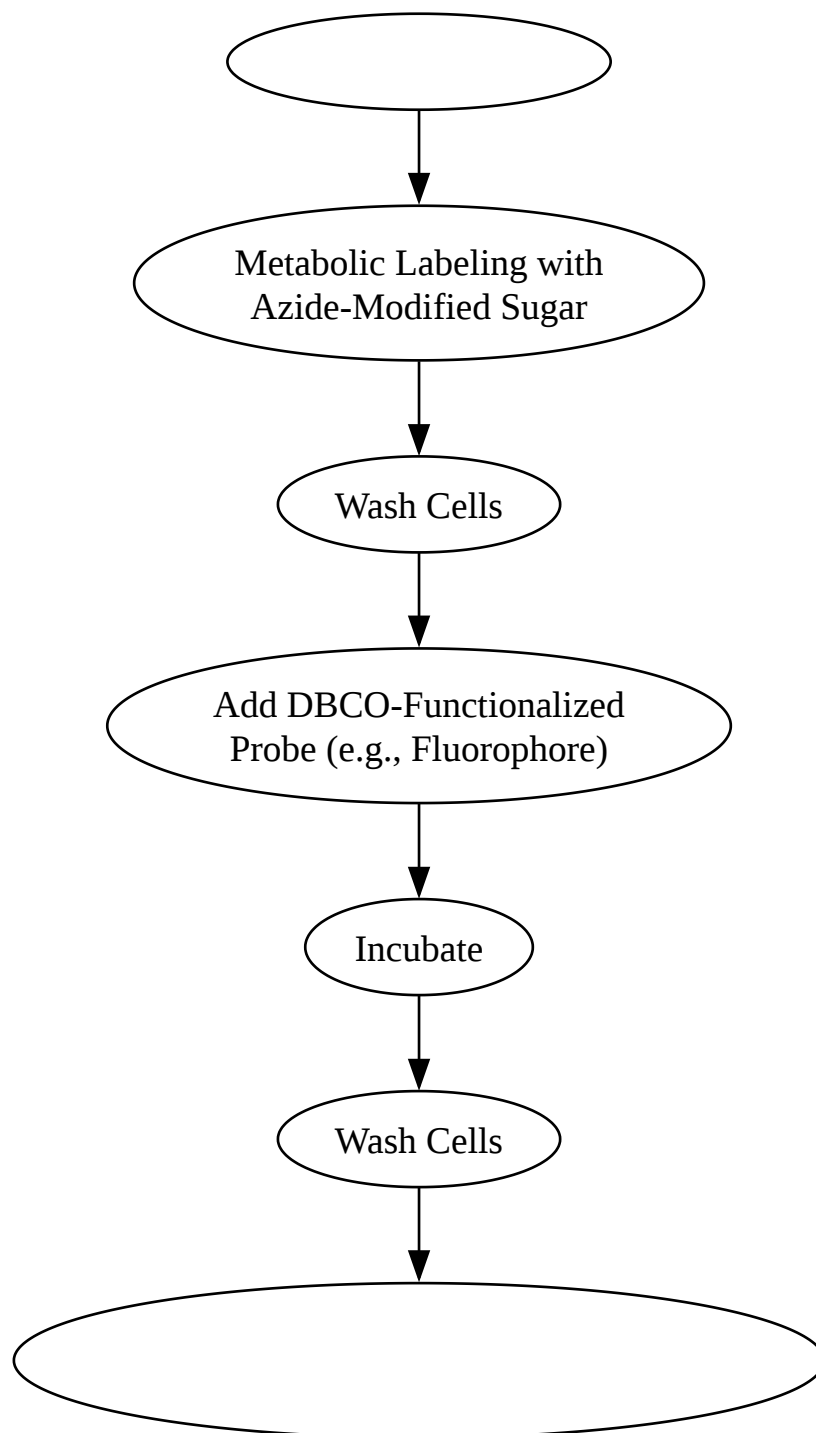 Metabolic Labeling with
Azide-Modified Sugar
Wash Cells
Add DBCO-Functionalized
Probe (e.g., Fluorophore)
Incubate
Wash Cells